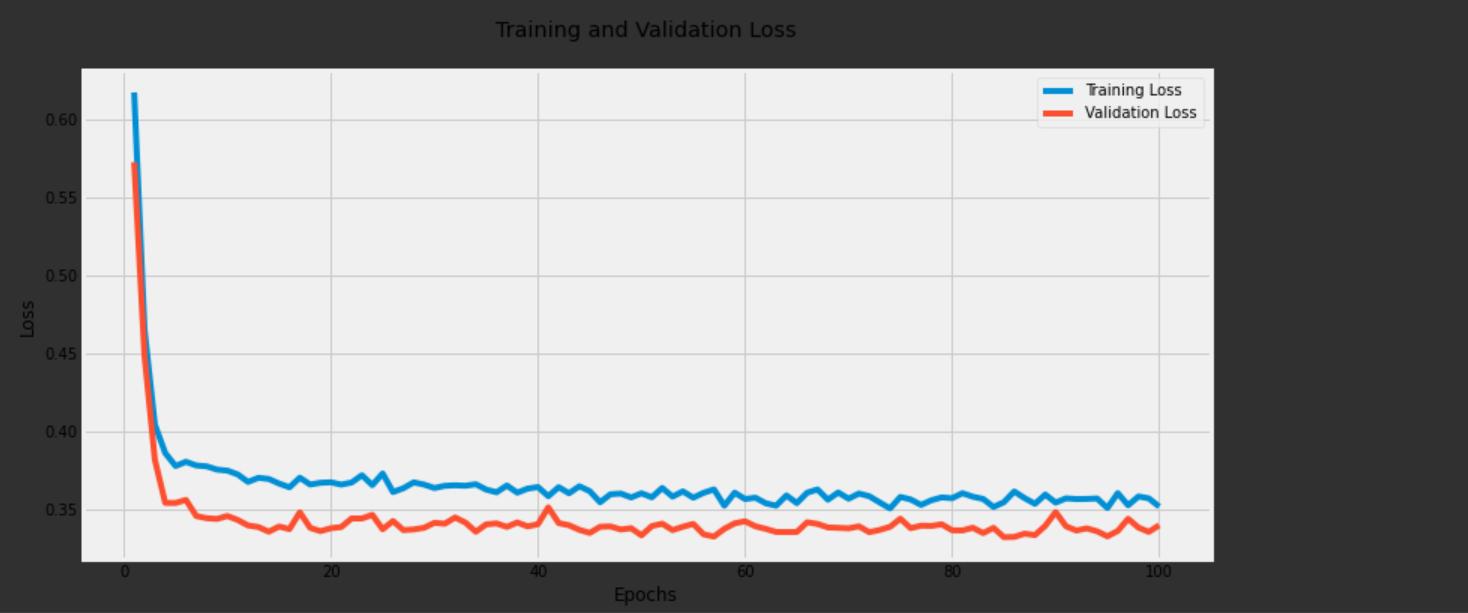 Training and Validation Loss
Training Loss
Validation Loss
0.60
0.55
0.50
0.45
0.40
0.35
Loss
0 20 40 60 80 100
Epochs